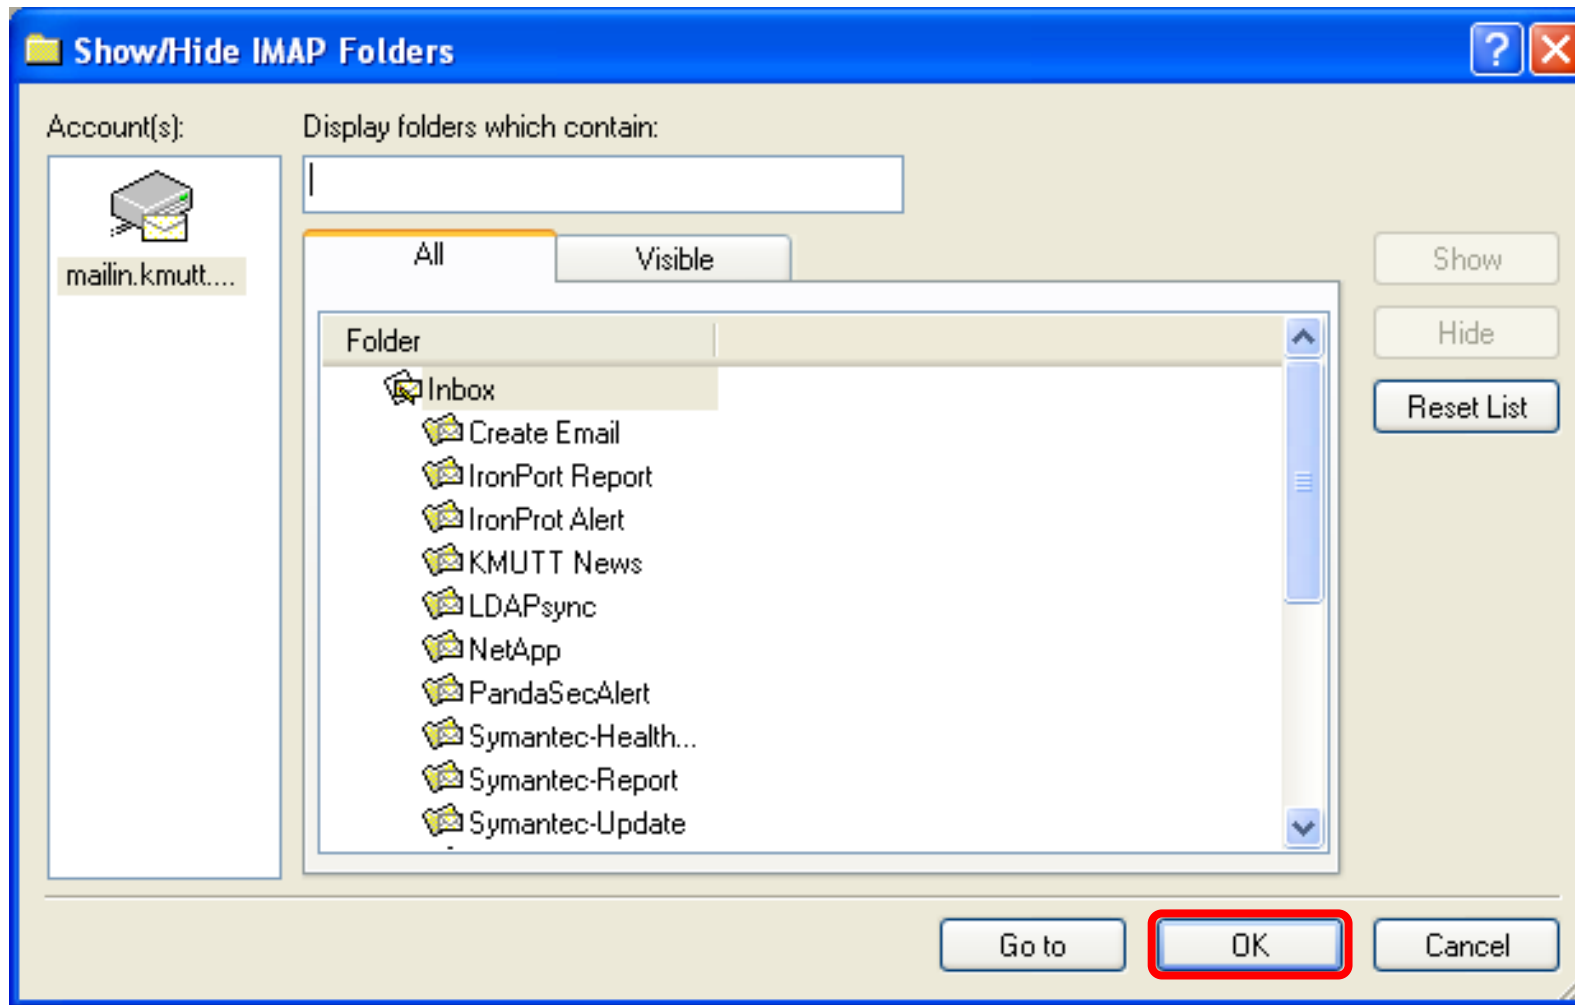 Show/Hide IMAP Folders
Account(s):
Display folders which contain:
mailin.kmutt....
All
Visible
Show
Hide
Reset List
Folder
Inbox
Create Email
IronPort Report
IronProt Alert
KMUTT News
LDAPsync
NetApp
PandaSecAlert
Symantec-Health...
Symantec-Report
Symantec-Update
Go to
OK
Cancel